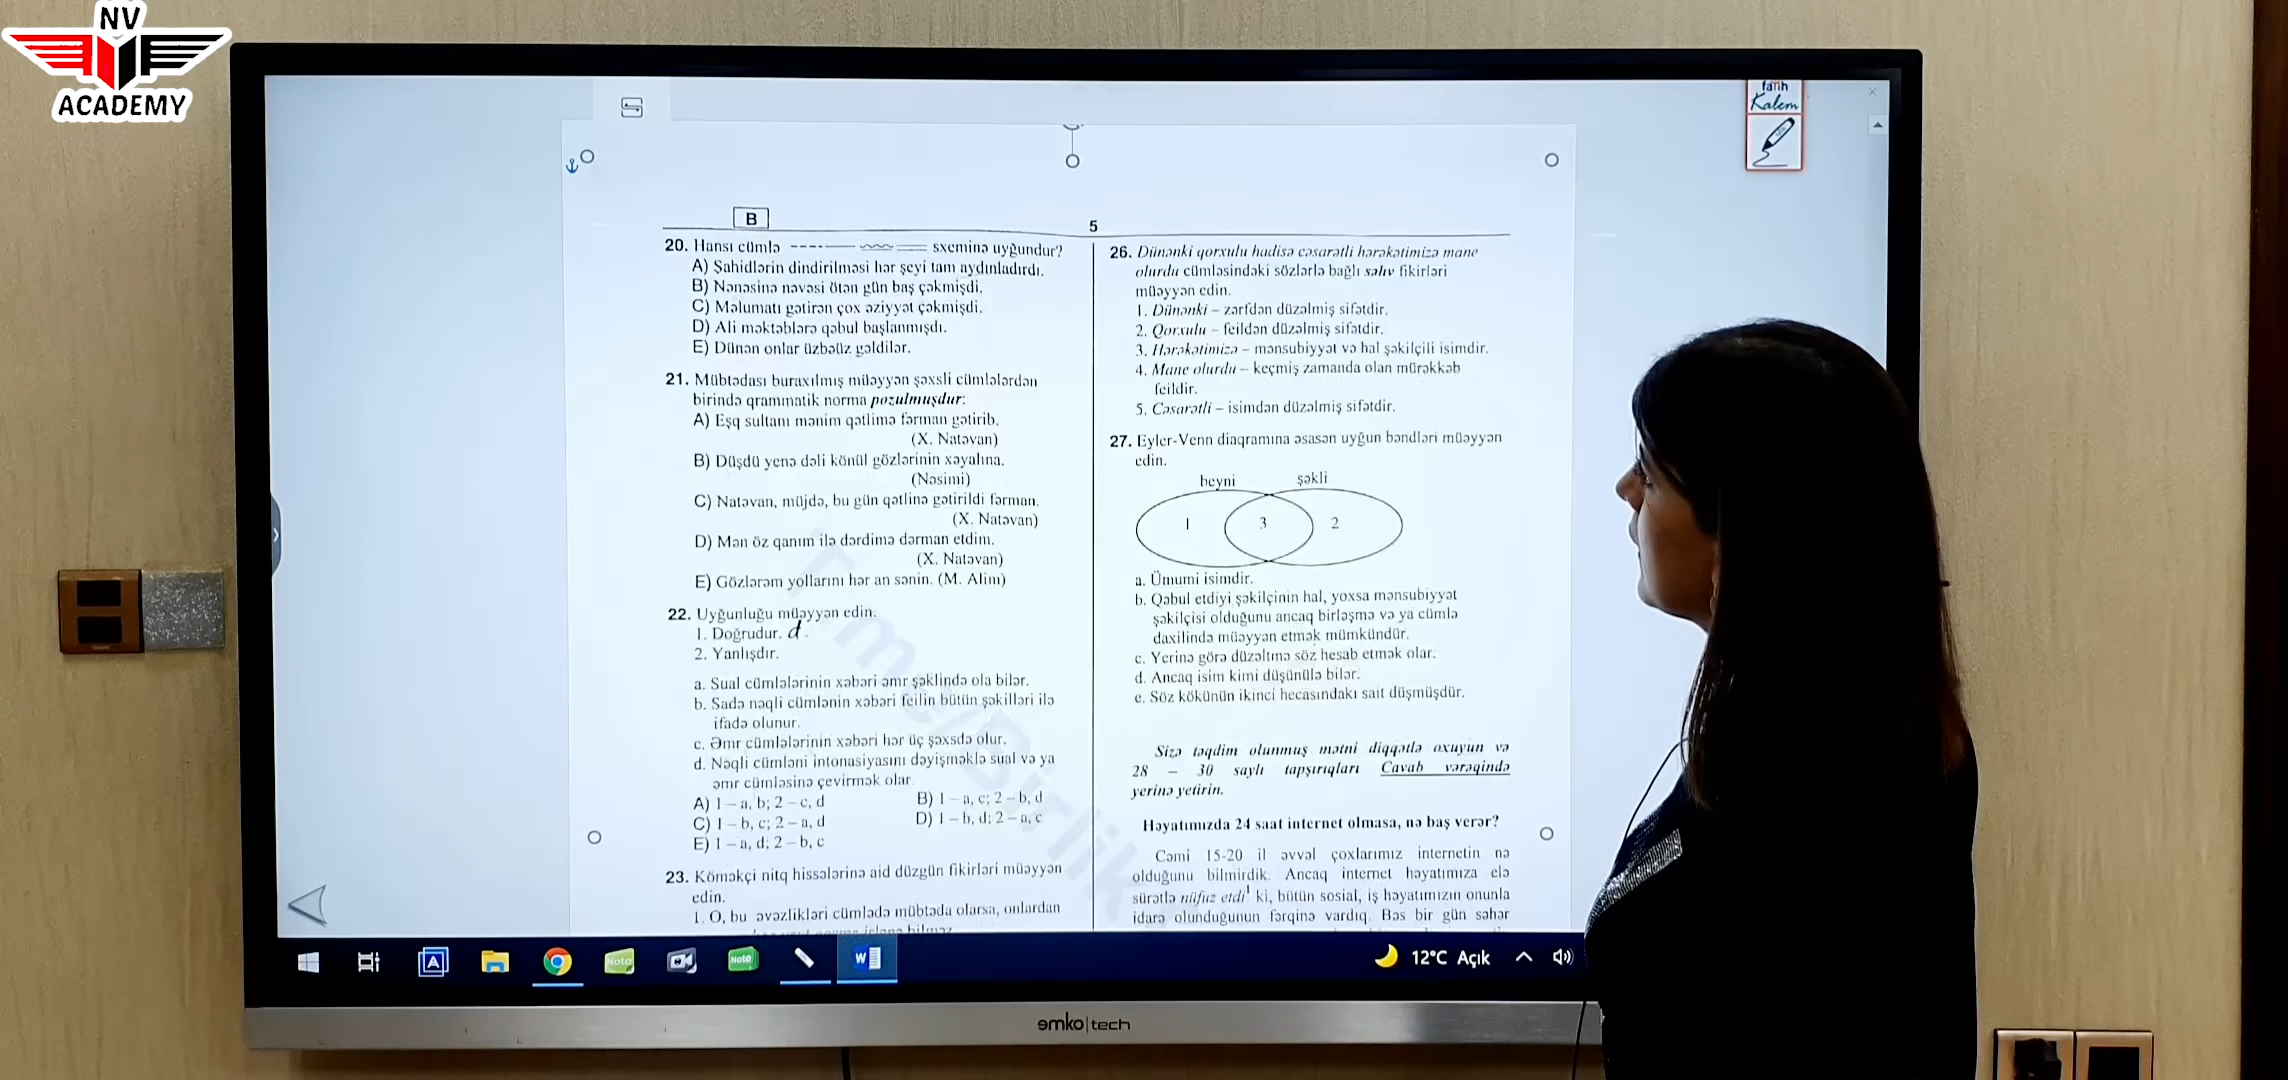 NV
ACADEMY
fatih
Kalem
B
5
20. Hansı cümlə sxeminə uyğundur?
A) Şahidlərin dindirilməsi hər şeyi tam aydınladırdı.
B) Nənəsinə nəvəsi ötən gün baş çəkmişdi.
C) Məlumatı gətirən çox əziyyət çəkmişdi.
D) Ali məktəblərə qəbul başlanmışdı.
E) Dünən onlar üzbəüz gəldilər.
21. Mübtədası buraxılmış müəyyən şəxsli cümlələrdən
birində qrammatik norma pozulmuşdur:
A) Eşq sultanı mənim qətlimə fərman gətirib.
(X. Natəvan)
B) Düşdü yenə dəli könül gözlərinin xəyalına.
(Nəsimi)
C) Natəvan, müjdə, bu gün qətlinə gətirildi fərman.
(X. Natəvan)
D) Mən öz qanım ilə dərdimə dərman etdim.
(X. Natəvan)
E) Gözlərəm yollarını hər an sənin. (M. Alim)
22. Uyğunluğu müəyyən edin.
1. Doğrudur. d
2. Yanlışdır.
a. Sual cümlələrinin xəbəri əmr şəklində ola bilər.
b. Sadə nəqli cümlənin xəbəri feilin bütün şəkilləri ilə
ifadə olunur.
c. Əmr cümlələrinin xəbəri hər üç şəxsdə olur.
d. Nəqli cümləni intonasiyasını dəyişməklə sual və ya
əmr cümləsinə çevirmək olar.
A) 1 – a, b; 2 – c, d B) 1 – a, c; 2 – b, d
C) 1 – b, c; 2 – a, d D) 1 – b, d; 2 – a, c
E) 1 – a, d; 2 – b, c
23. Köməkçi nitq hissələrinə aid düzgün fikirləri müəyyən
edin.
1. O, bu əvəzlikləri cümlədə mübtəda olarsa, onlardan
26. Dünənki qorxulu hadisə cəsarətli hərəkətimizə mane
olurdu cümləsindəki sözlərlə bağlı səhv fikirləri
müəyyən edin.
1. Dünənki – zərfdən düzəlmiş sifətdir.
2. Qorxulu – feildən düzəlmiş sifətdir.
3. Hərəkətimizə – mənsubiyyət və hal şəkilçili isimdir.
4. Mane olurdu – keçmiş zamanda olan mürəkkəb
feildir.
5. Cəsarətli – isimdən düzəlmiş sifətdir.
27. Eyler-Venn diaqramına əsasən uyğun bəndləri müəyyən
edin.
beyni şəkli
1 3 2
a. Ümumi isimdir.
b. Qəbul etdiyi şəkilçinin hal, yoxsa mənsubiyyət
şəkilçisi olduğunu ancaq birləşmə və ya cümlə
daxilində müəyyən etmək mümkündür.
c. Yerinə görə düzəltmə söz hesab etmək olar.
d. Ancaq isim kimi düşünülə bilər.
e. Söz kökünün ikinci hecasındakı sait düşmüşdür.
Sizə təqdim olunmuş mətni diqqətlə oxuyun və
28 – 30 saylı tapşırıqları Cavab vərəqində
yerinə yetirin.
Həyatımızda 24 saat internet olmasa, nə baş verər?
Cəmi 15-20 il əvvəl çoxlarımız internetin nə
olduğunu bilmirdik. Ancaq internet həyatımıza elə
sürətlə nüfuz etdi¹ ki, bütün sosial, iş həyatımızın onunla
idarə olunduğunun fərqinə vardıq. Bəs bir gün səhər
12°C Açık
emko|tech